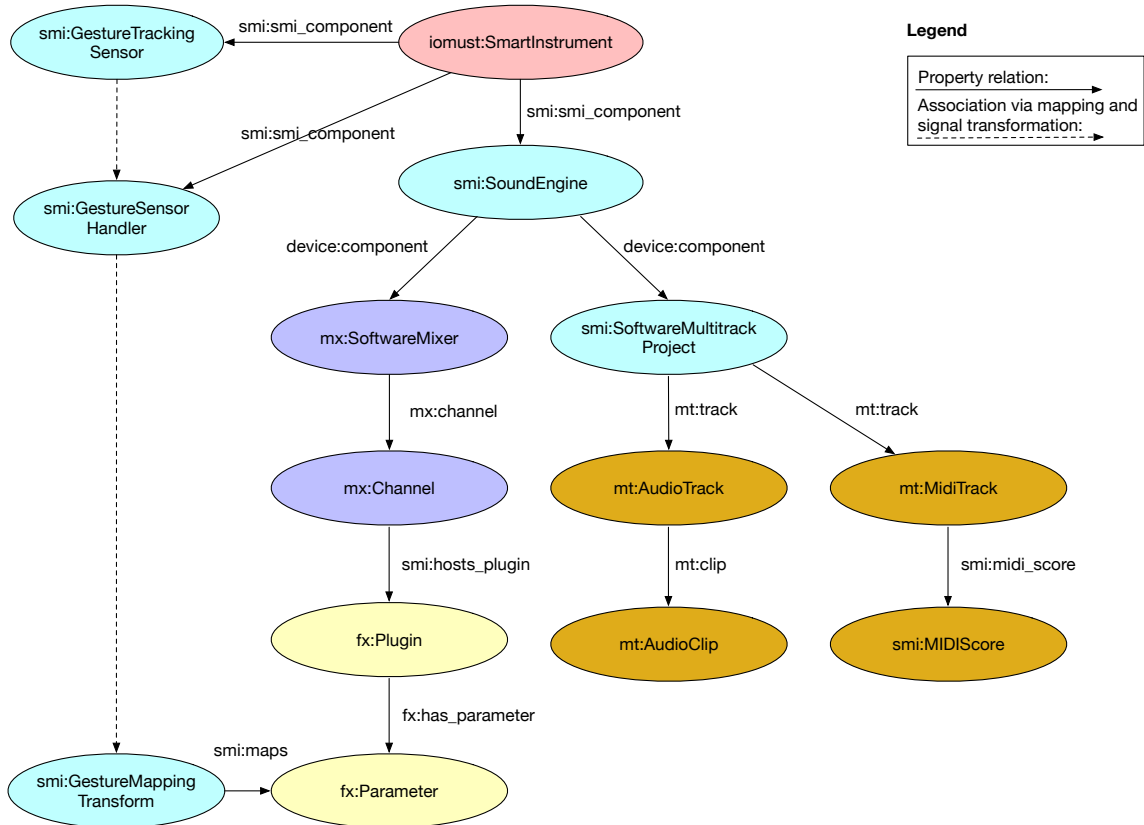 smi:GestureTracking
Sensor
smi:smi_component
iomust:SmartInstrument
Legend
Property relation:
Association via mapping and
signal transformation:
smi:smi_component
smi:smi_component
smi:SoundEngine
smi:GestureSensor
Handler
device:component
device:component
mx:SoftwareMixer
smi:SoftwareMultitrack
Project
mx:channel
mt:track
mt:track
mx:Channel
mt:AudioTrack
mt:MidiTrack
smi:hosts_plugin
mt:clip
smi:midi_score
fx:Plugin
mt:AudioClip
smi:MIDIScore
fx:has_parameter
smi:maps
smi:GestureMapping
Transform
fx:Parameter